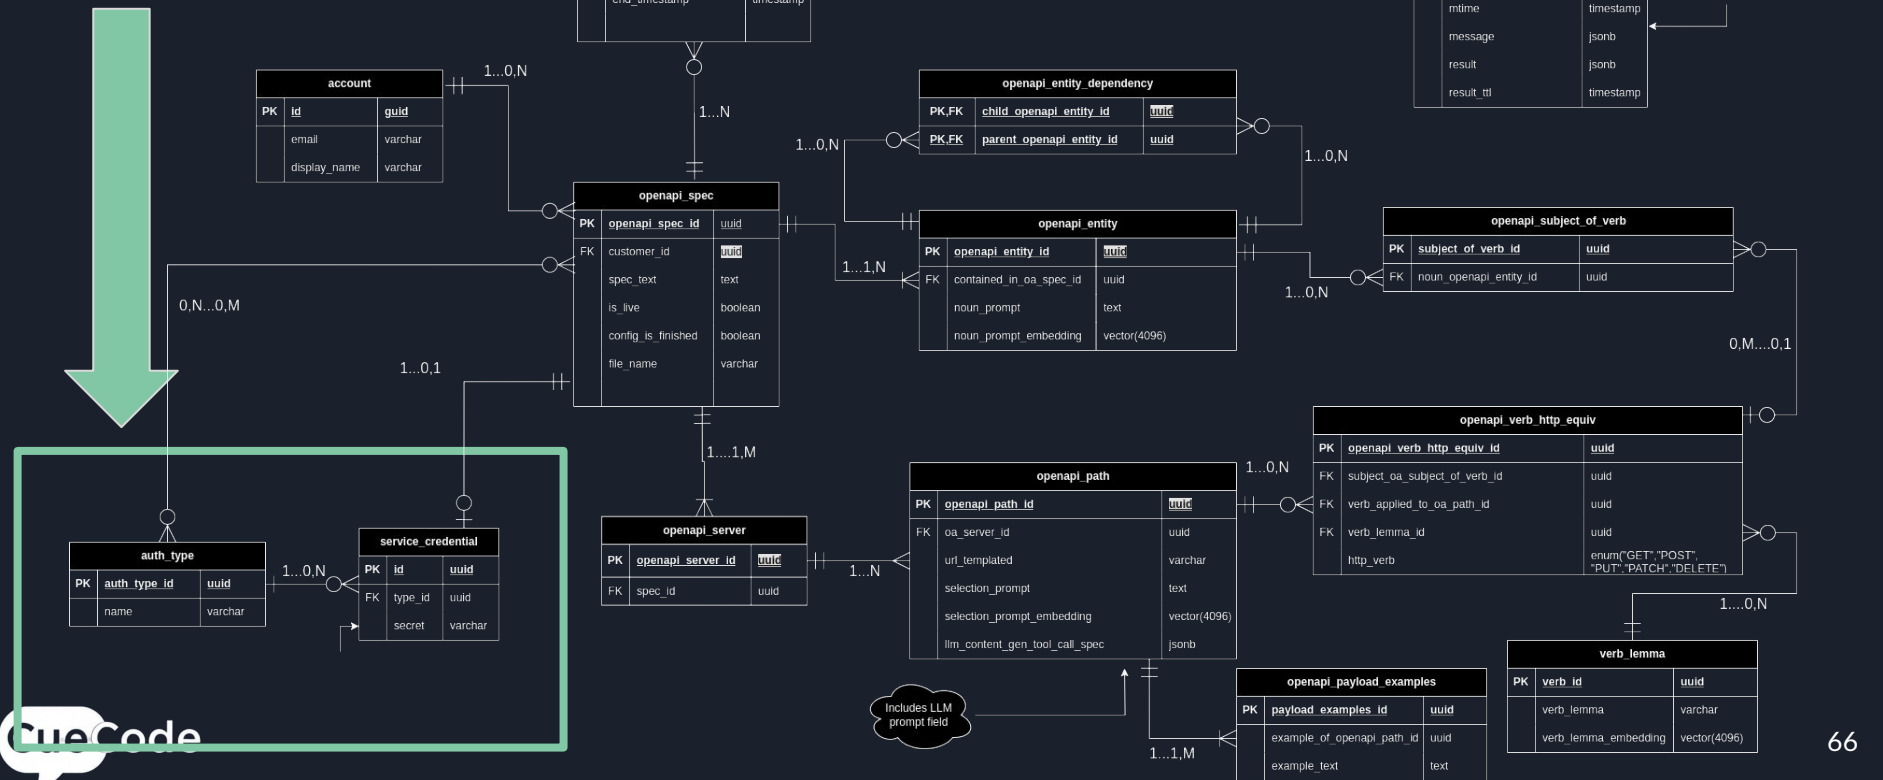 end_timestamp timestamp
mtime timestamp
message jsonb
result jsonb
result_ttl timestamp
account
PK id guid
email varchar
display_name varchar
1...0,N
1...N
openapi_entity_dependency
PK,FK child_openapi_entity_id uuid
PK,FK parent_openapi_entity_id uuid
1...0,N
1...0,N
openapi_spec
PK openapi_spec_id uuid
FK customer_id uuid
spec_text text
is_live boolean
config_is_finished boolean
file_name varchar
openapi_entity
PK openapi_entity_id uuid
FK contained_in_oa_spec_id uuid
noun_prompt text
noun_prompt_embedding vector(4096)
1...1,N
openapi_subject_of_verb
PK subject_of_verb_id uuid
FK noun_openapi_entity_id uuid
1...0,N
0,N...0,M
0,M....0,1
1...0,1
1....1,M
openapi_verb_http_equiv
PK openapi_verb_http_equiv_id uuid
FK subject_oa_subject_of_verb_id uuid
FK verb_applied_to_oa_path_id uuid
FK verb_lemma_id uuid
http_verb enum("GET","POST",
"PUT","PATCH","DELETE")
1...0,N
openapi_path
PK openapi_path_id uuid
FK oa_server_id uuid
url_templated varchar
selection_prompt text
selection_prompt_embedding vector(4096)
llm_content_gen_tool_call_spec jsonb
openapi_server
PK openapi_server_id uuid
FK spec_id uuid
1...N
auth_type
PK auth_type_id uuid
name varchar
1...0,N
service_credential
PK id uuid
FK type_id uuid
secret varchar
1....0,N
verb_lemma
PK verb_id uuid
verb_lemma varchar
verb_lemma_embedding vector(4096)
openapi_payload_examples
PK payload_examples_id uuid
example_of_openapi_path_id uuid
example_text text
Includes LLM
prompt field
1...1,M
CueCode
66